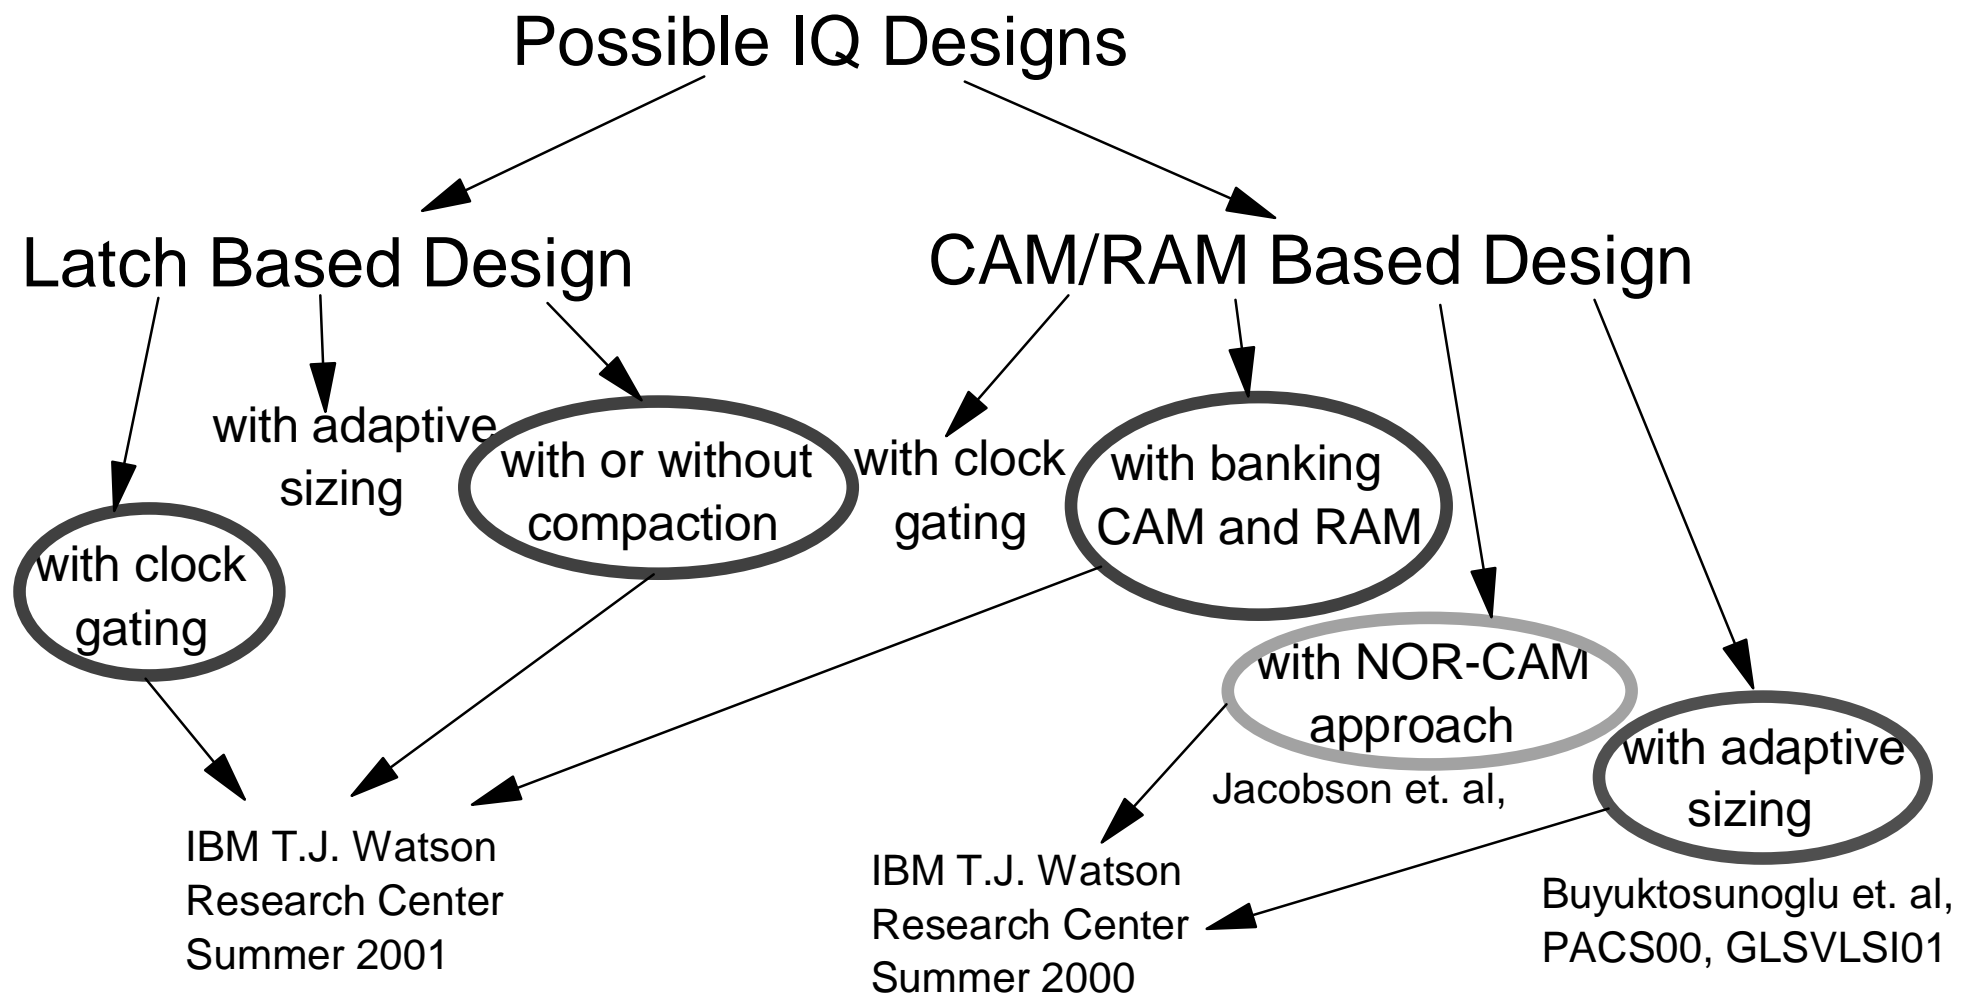 Possible IQ Designs
Latch Based Design
CAM/RAM Based Design
with adaptive
sizing
with or without
compaction
with clock
gating
with banking
CAM and RAM
with clock
gating
with NOR-CAM
approach
Jacobson et. al,
with adaptive
sizing
IBM T.J. Watson
Research Center
Summer 2001
IBM T.J. Watson
Research Center
Summer 2000
Buyuktosunoglu et. al,
PACS00, GLSVLSI01